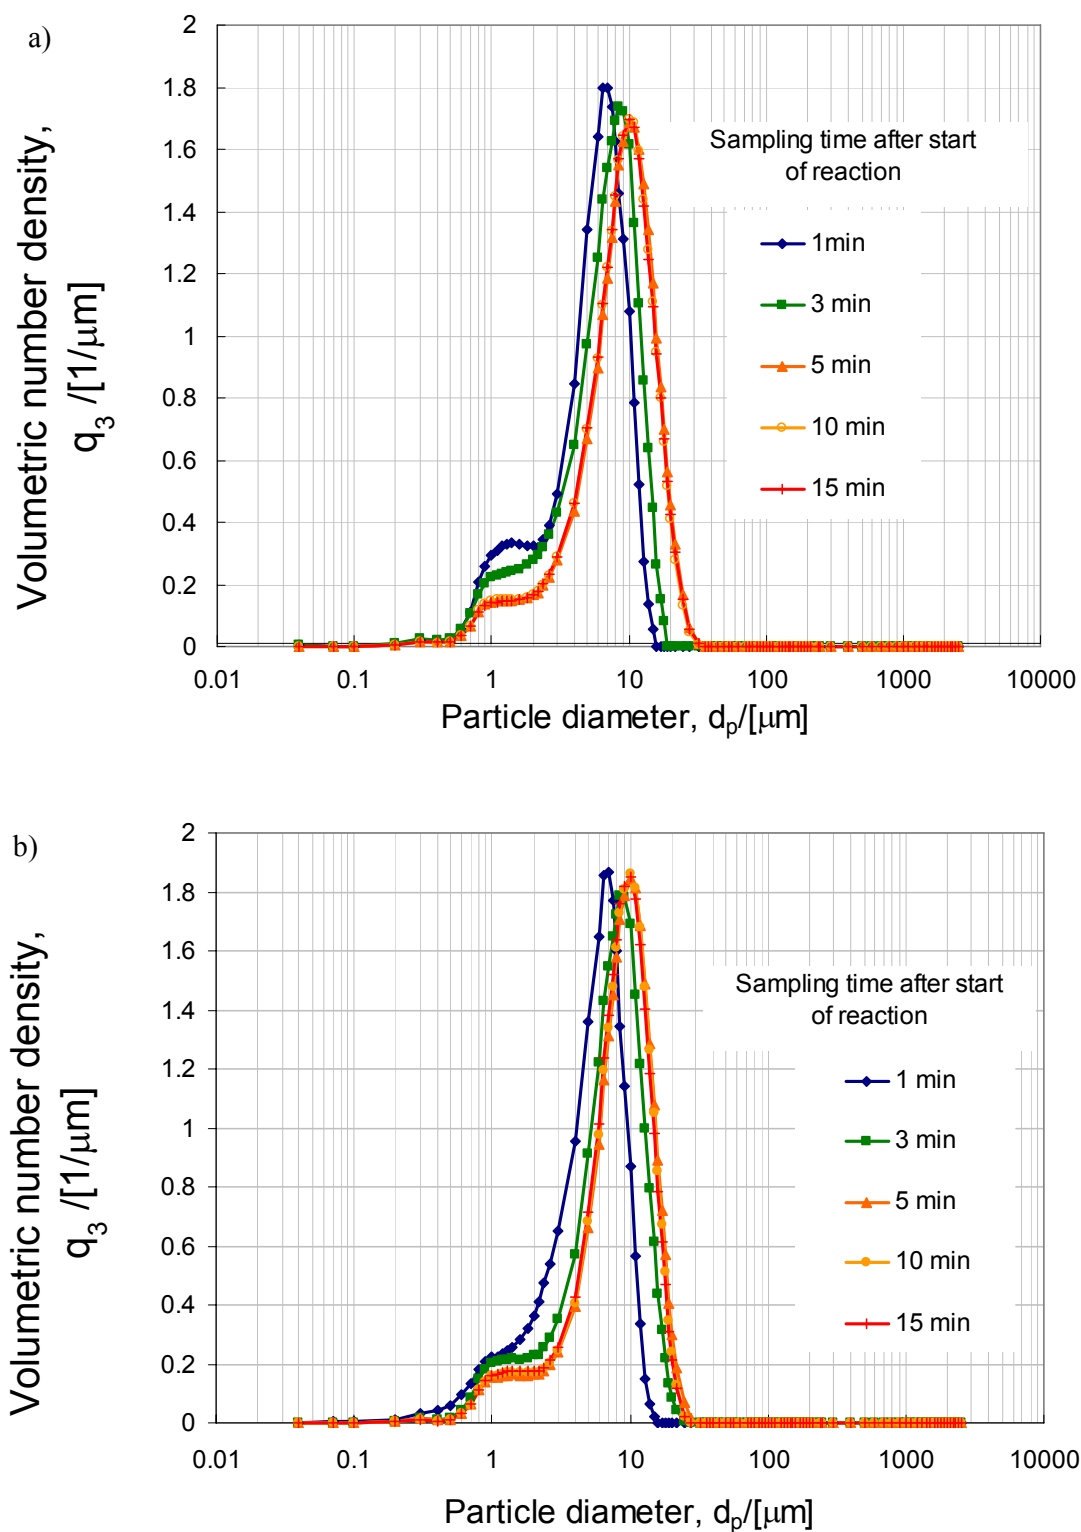 a)
Volumetric number density,
q3 /[1/μm]
2
1.8
1.6
1.4
1.2
1
0.8
0.6
0.4
0.2
0
0.01 0.1 1 10 100 1000 10000
Particle diameter, dp/[μm]
Sampling time after start
of reaction
1min
3 min
5 min
10 min
15 min
b)
Volumetric number density,
q3 /[1/μm]
2
1.8
1.6
1.4
1.2
1
0.8
0.6
0.4
0.2
0
0.01 0.1 1 10 100 1000 10000
Particle diameter, dp/[μm]
Sampling time after start
of reaction
1 min
3 min
5 min
10 min
15 min